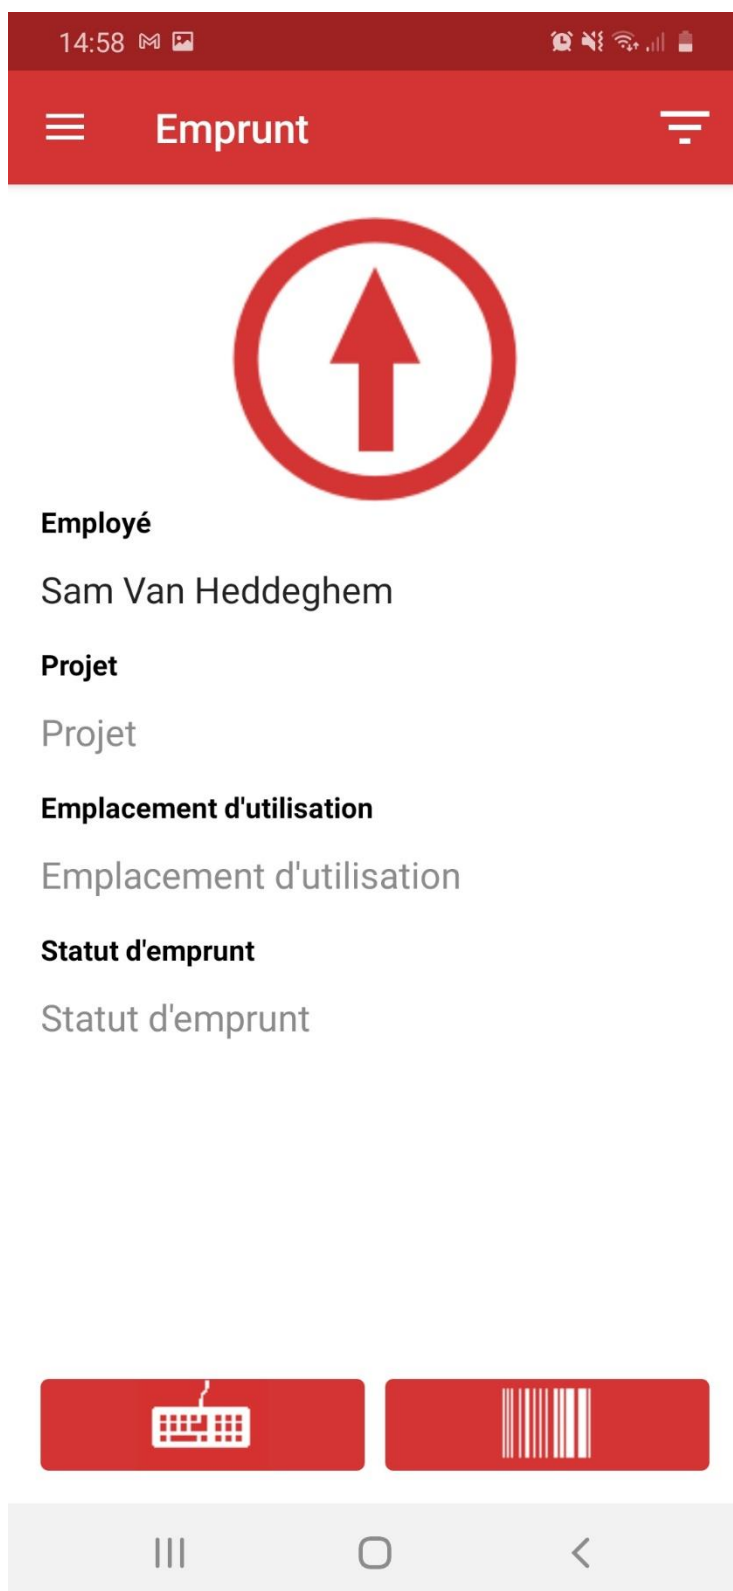 14:58
Emprunt
Employé
Sam Van Heddeghem
Projet
Projet
Emplacement d'utilisation
Emplacement d'utilisation
Statut d'emprunt
Statut d'emprunt